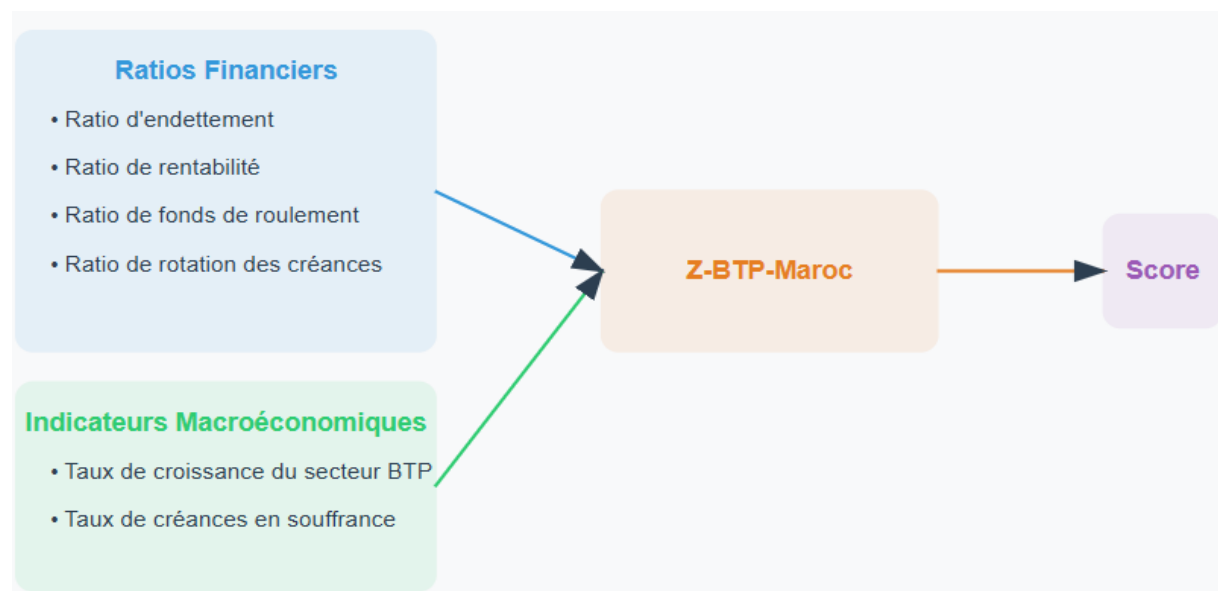 Ratios Financiers
• Ratio d'endettement
• Ratio de rentabilité
• Ratio de fonds de roulement
• Ratio de rotation des créances
Indicateurs Macroéconomiques
• Taux de croissance du secteur BTP
• Taux de créances en souffrance
Z-BTP-Maroc
Score